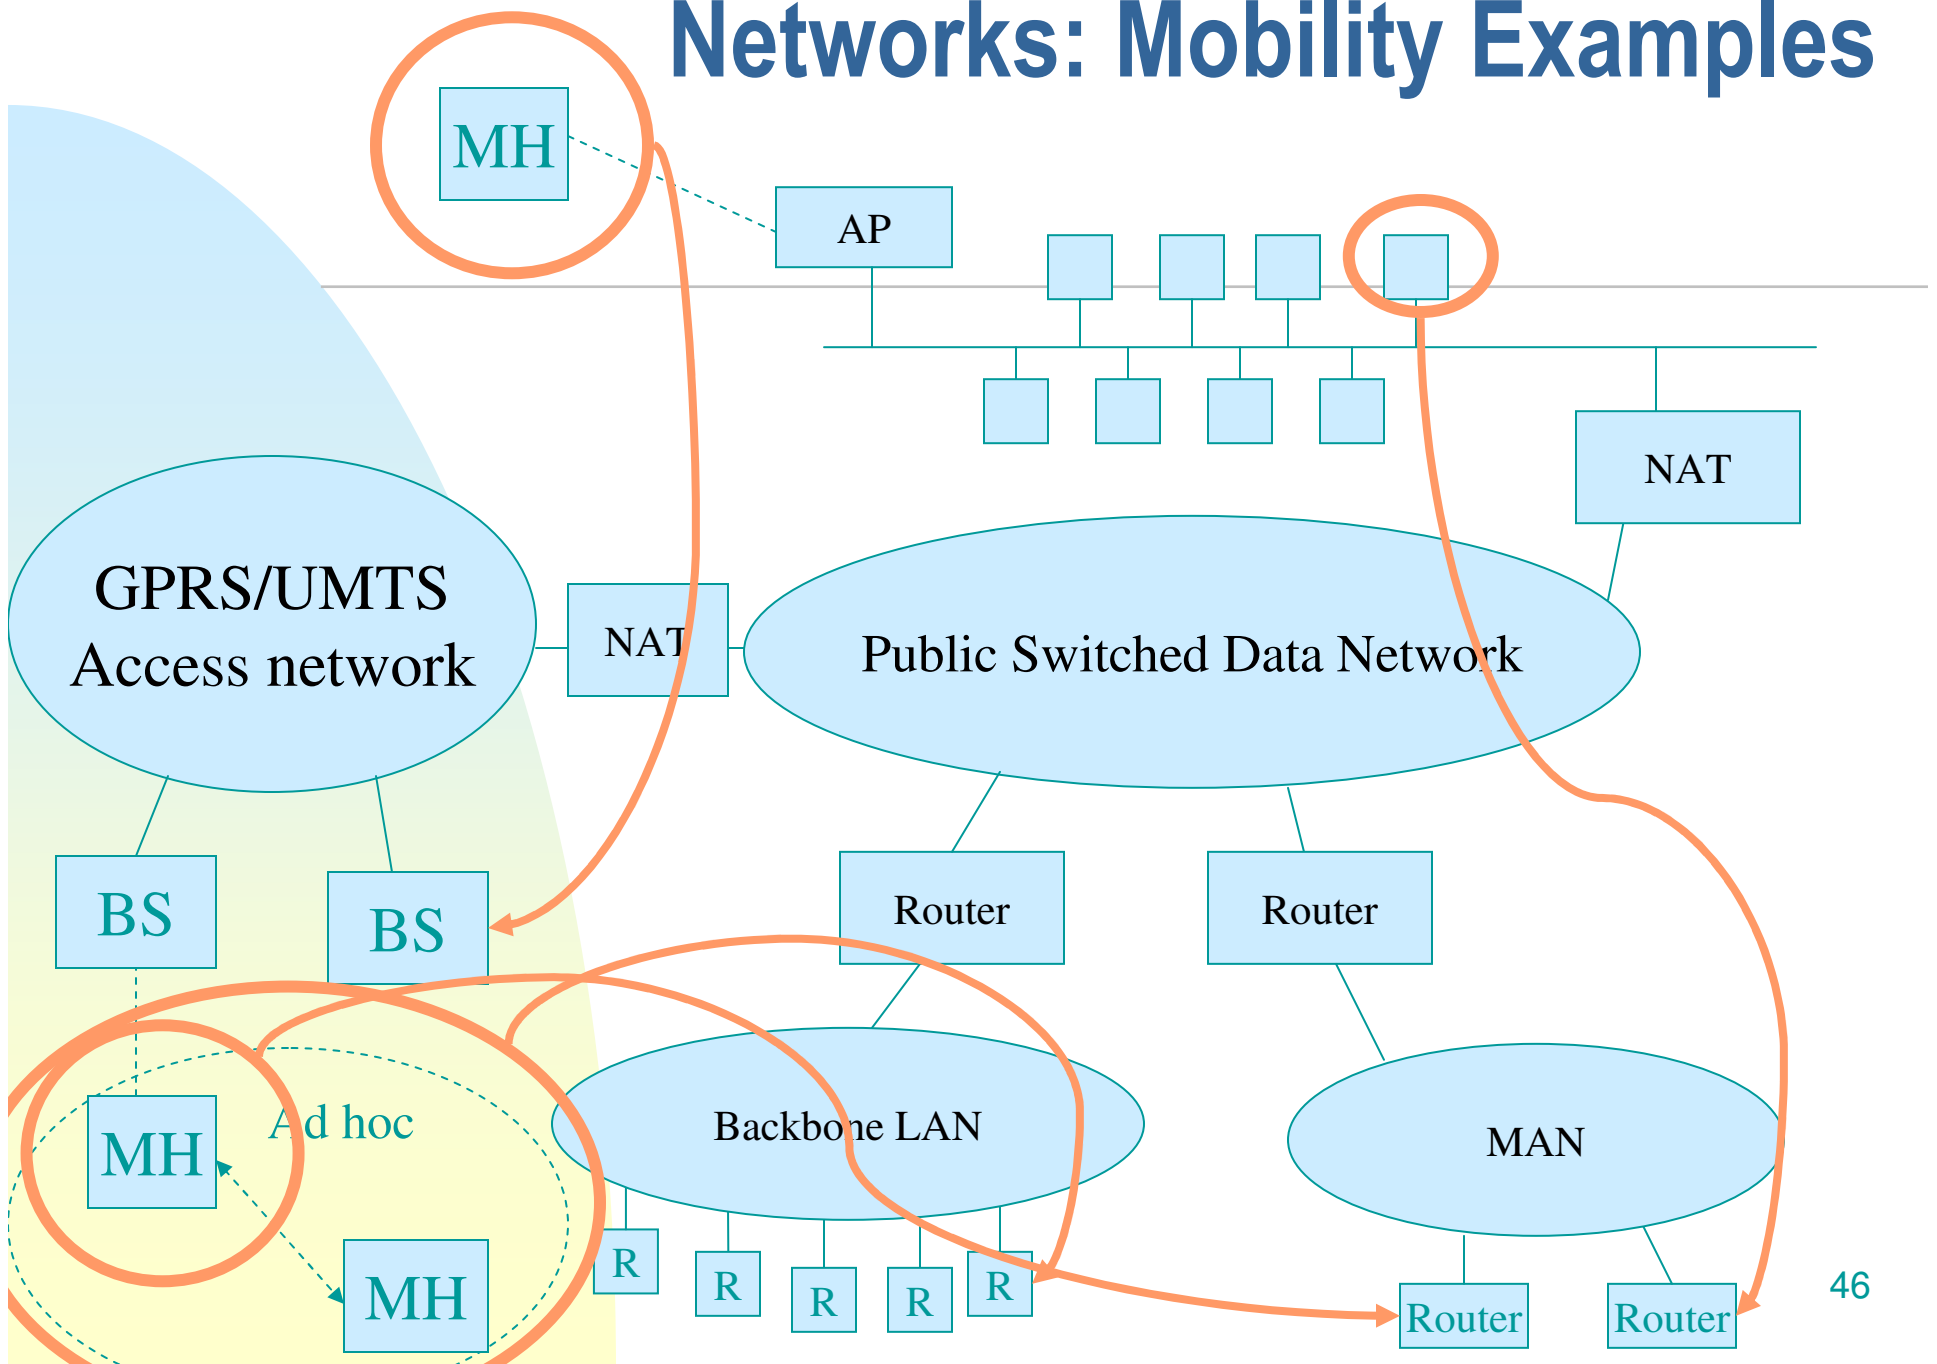 Networks: Mobility Examples
MH
AP
NAT
GPRS/UMTS
Access network
NAT
Public Switched Data Network
BS
BS
Router
Router
MH
Ad hoc
MH
Backbone LAN
MAN
R
R
R
R
R
Router
Router
46